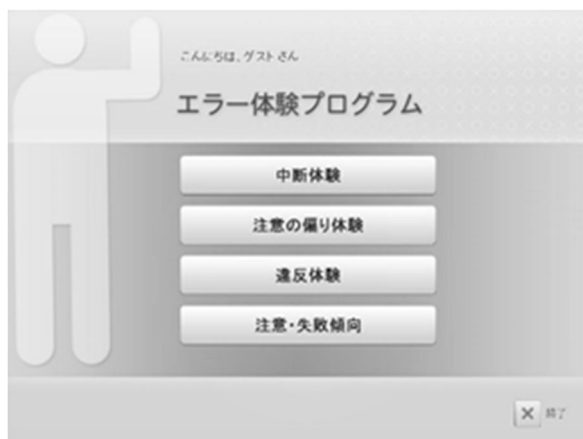 こんにちは、ゲスト さん
エラー体験プログラム
中断体験
注意の偏り体験
違反体験
注意・失敗傾向
終了